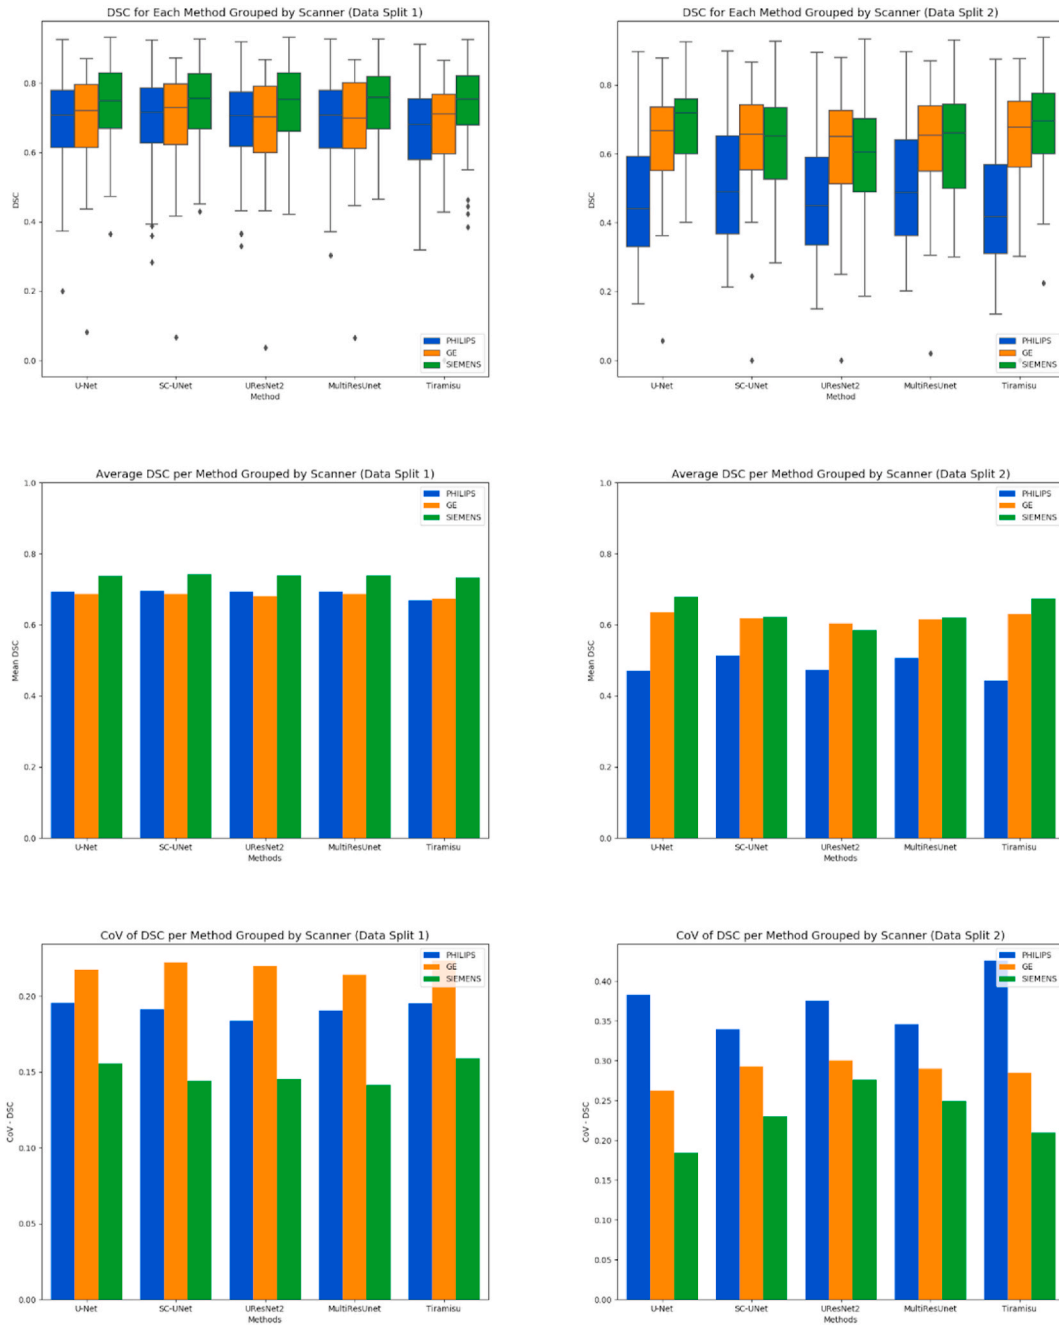 DSC for Each Method Grouped by Scanner (Data Split 1)
DSC
0.8
0.6
0.4
0.2
0.0
PHILIPS
GE
SIEMENS
U-Net
SC-UNet
UResNet2
MultiResUnet
Tiramisu
Method
DSC for Each Method Grouped by Scanner (Data Split 2)
DSC
0.8
0.6
0.4
0.2
0.0
PHILIPS
GE
SIEMENS
U-Net
SC-UNet
UResNet2
MultiResUnet
Tiramisu
Method
Average DSC per Method Grouped by Scanner (Data Split 1)
Mean DSC
1.0
0.8
0.6
0.4
0.2
0.0
PHILIPS
GE
SIEMENS
U-Net
SC-UNet
UResNet2
MultiResUnet
Tiramisu
Methods
Average DSC per Method Grouped by Scanner (Data Split 2)
Mean DSC
1.0
0.8
0.6
0.4
0.2
0.0
PHILIPS
GE
SIEMENS
U-Net
SC-UNet
UResNet2
MultiResUnet
Tiramisu
Methods
CoV of DSC per Method Grouped by Scanner (Data Split 1)
CoV - DSC
0.20
0.15
0.10
0.05
0.00
PHILIPS
GE
SIEMENS
U-Net
SC-UNet
UResNet2
MultiResUnet
Tiramisu
Methods
CoV of DSC per Method Grouped by Scanner (Data Split 2)
CoV - DSC
0.40
0.35
0.30
0.25
0.20
0.15
0.10
0.05
0.00
PHILIPS
GE
SIEMENS
U-Net
SC-UNet
UResNet2
MultiResUnet
Tiramisu
Methods